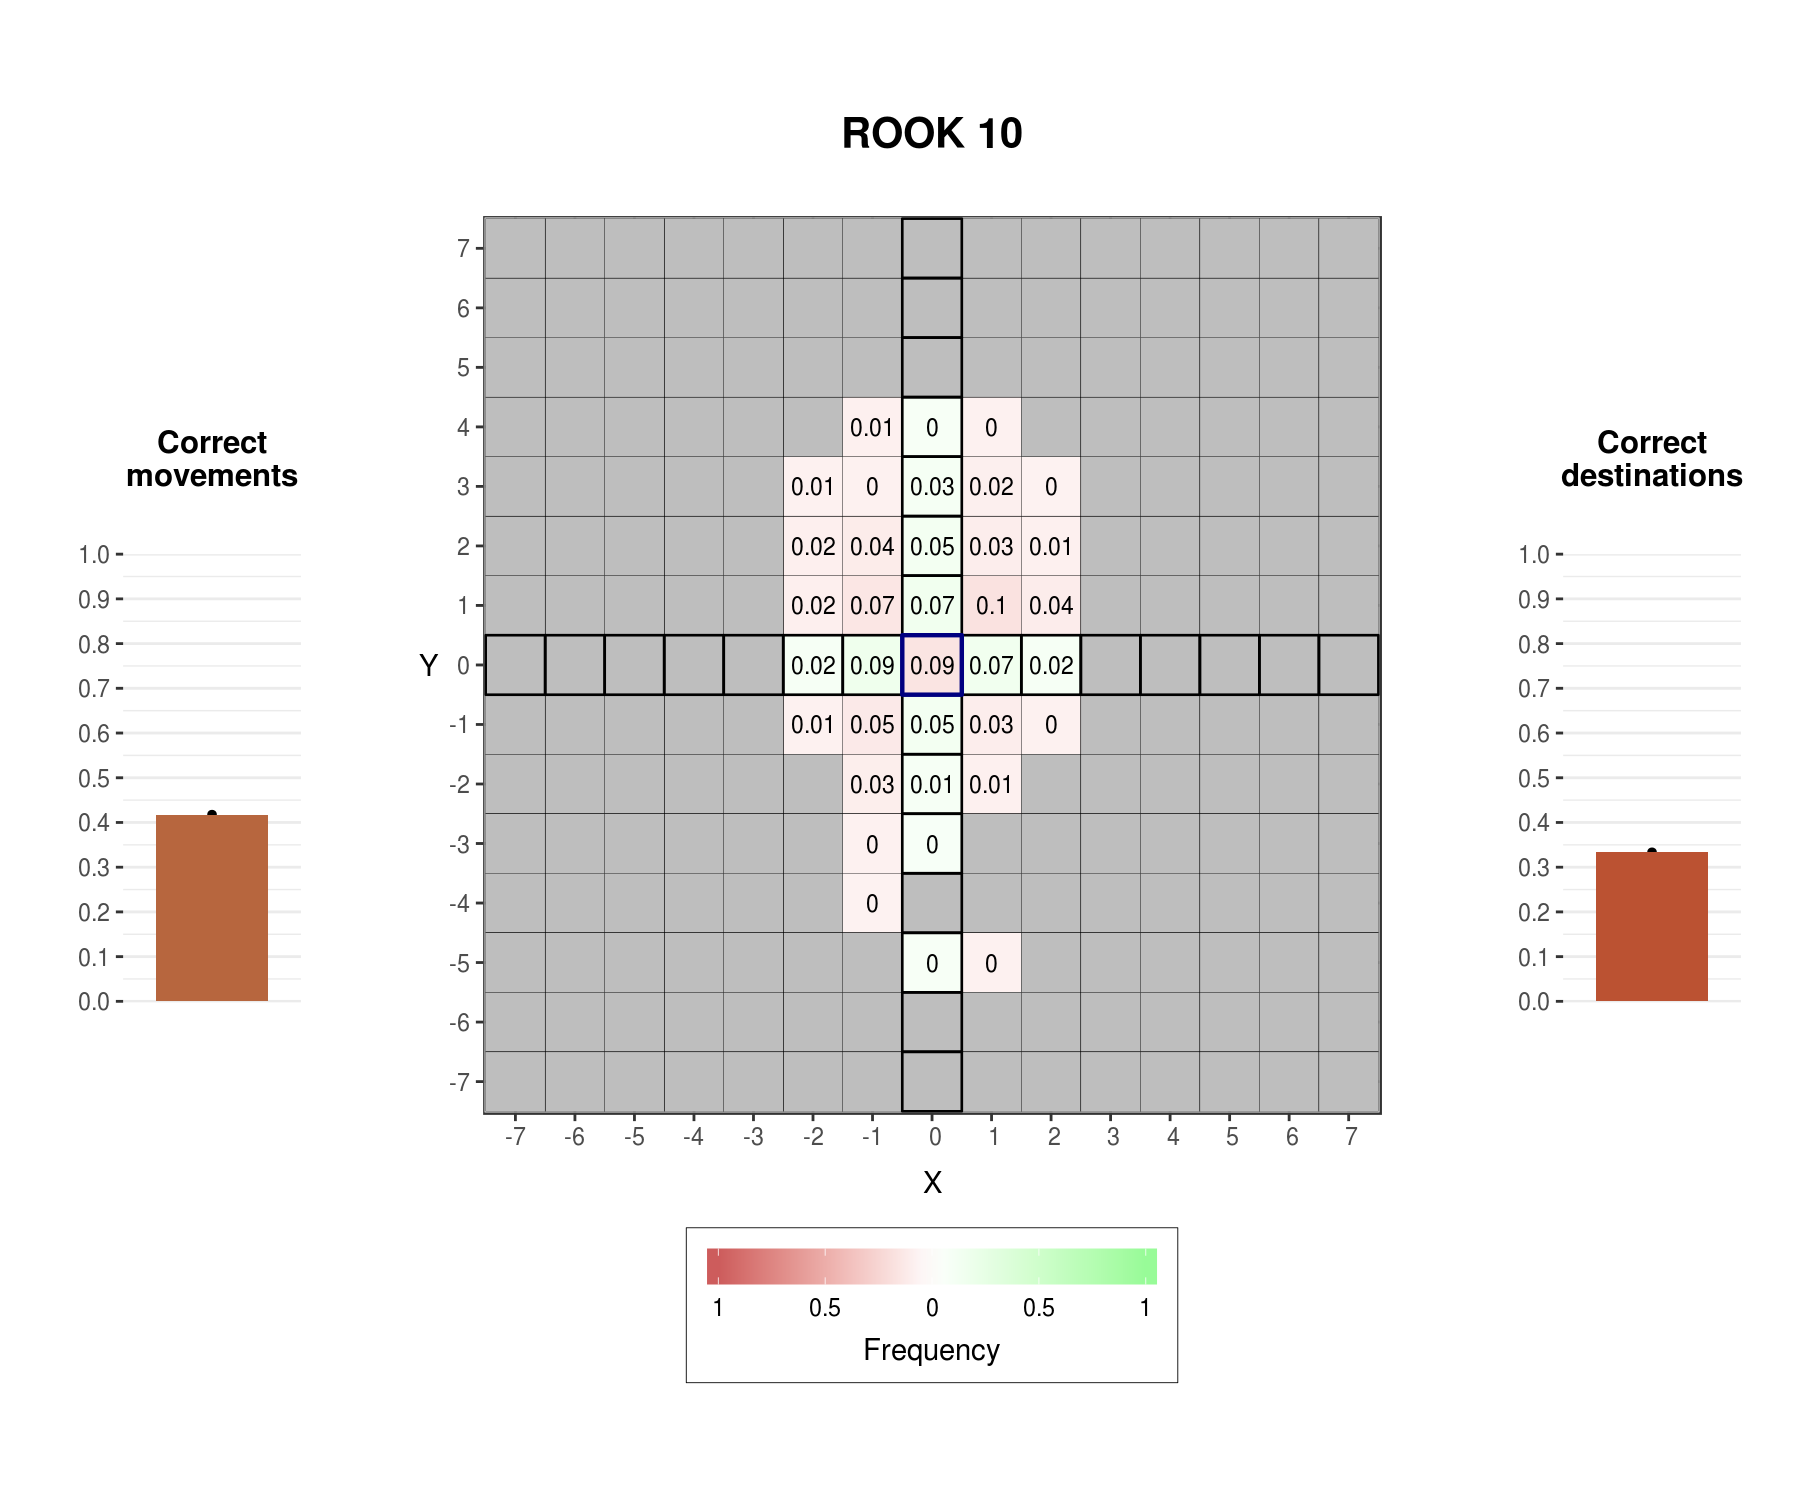 ROOK 10
Correct
movements
1.0
0.9
0.8
0.7
0.6
0.5
0.4
0.3
0.2
0.1
0.0
7
6
5
4 0.01 0 0
3 0.01 0 0.03 0.02 0
2 0.02 0.04 0.05 0.03 0.01
1 0.02 0.07 0.07 0.1 0.04
Y 0 0.02 0.09 0.09 0.07 0.02
-1 0.01 0.05 0.05 0.03 0
-2 0.03 0.01 0.01
-3 0 0
-4 0
-5 0 0
-6
-7
-7 -6 -5 -4 -3 -2 -1 0 1 2 3 4 5 6 7
X
Correct
destinations
1.0
0.9
0.8
0.7
0.6
0.5
0.4
0.3
0.2
0.1
0.0
1 0.5 0 0.5 1
Frequency